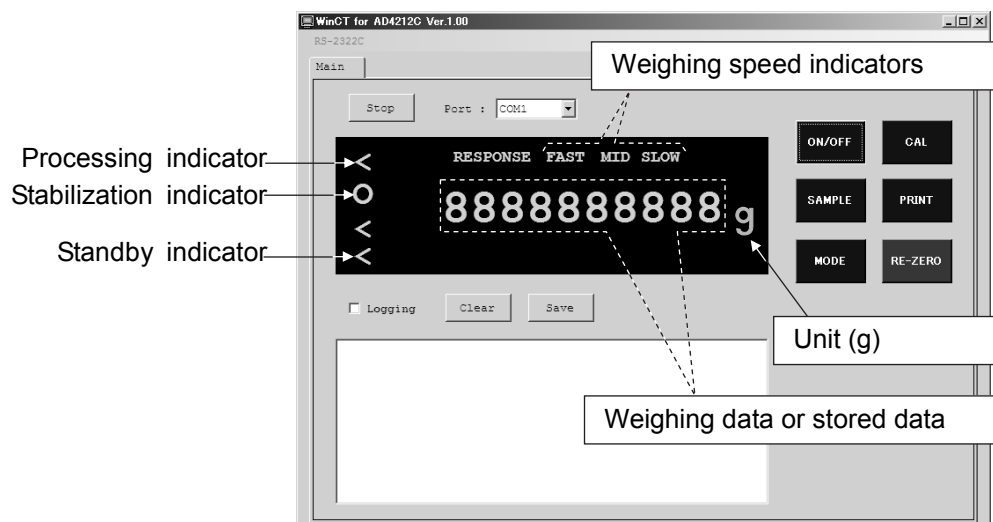 WinCT for AD4212C Ver.1.00
RS-2322C
Main
Weighing speed indicators
Stop Port : COM1
ON/OFF CAL
Processing indicator
RESPONSE FAST MID SLOW
Stabilization indicator
8888888888 g
SAMPLE PRINT
Standby indicator
MODE RE-ZERO
Logging Clear Save
Unit (g)
Weighing data or stored data